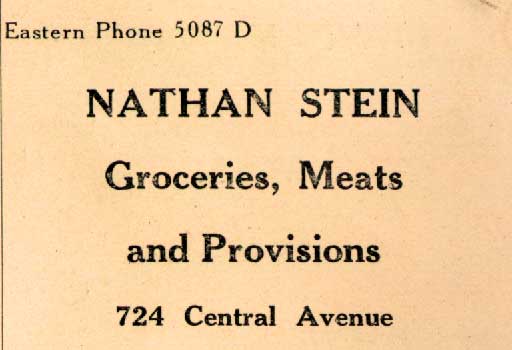 Eastern Phone 5087 D
NATHAN STEIN
Groceries, Meats
and Provisions
724 Central Avenue